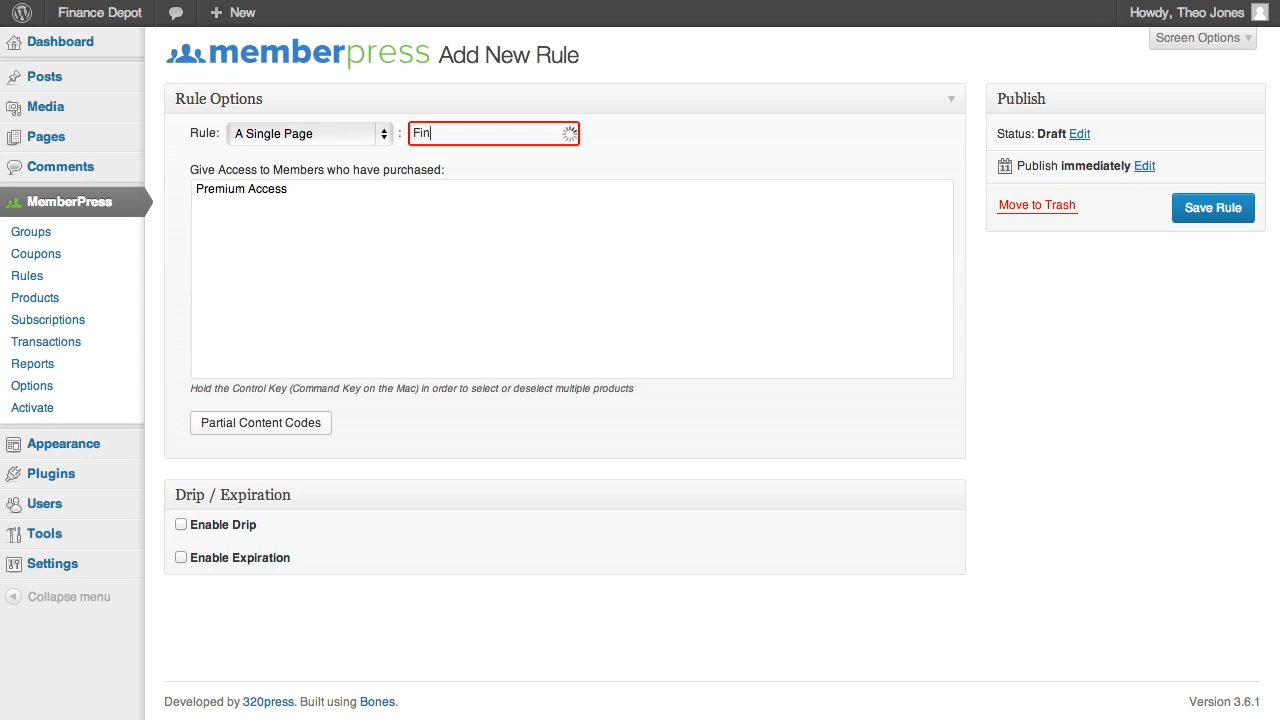 Finance Depot
New
Howdy, Theo Jones
Screen Options
Dashboard
Posts
Media
Pages
Comments
MemberPress
Groups
Coupons
Rules
Products
Subscriptions
Transactions
Reports
Options
Activate
Appearance
Plugins
Users
Tools
Settings
Collapse menu
memberpress Add New Rule
Rule Options
Rule: A Single Page : Fin
Give Access to Members who have purchased:
Premium Access
Hold the Control Key (Command Key on the Mac) in order to select or deselect multiple products
Partial Content Codes
Drip / Expiration
Enable Drip
Enable Expiration
Publish
Status: Draft Edit
Publish immediately Edit
Move to Trash
Save Rule
Developed by 320press. Built using Bones.
Version 3.6.1